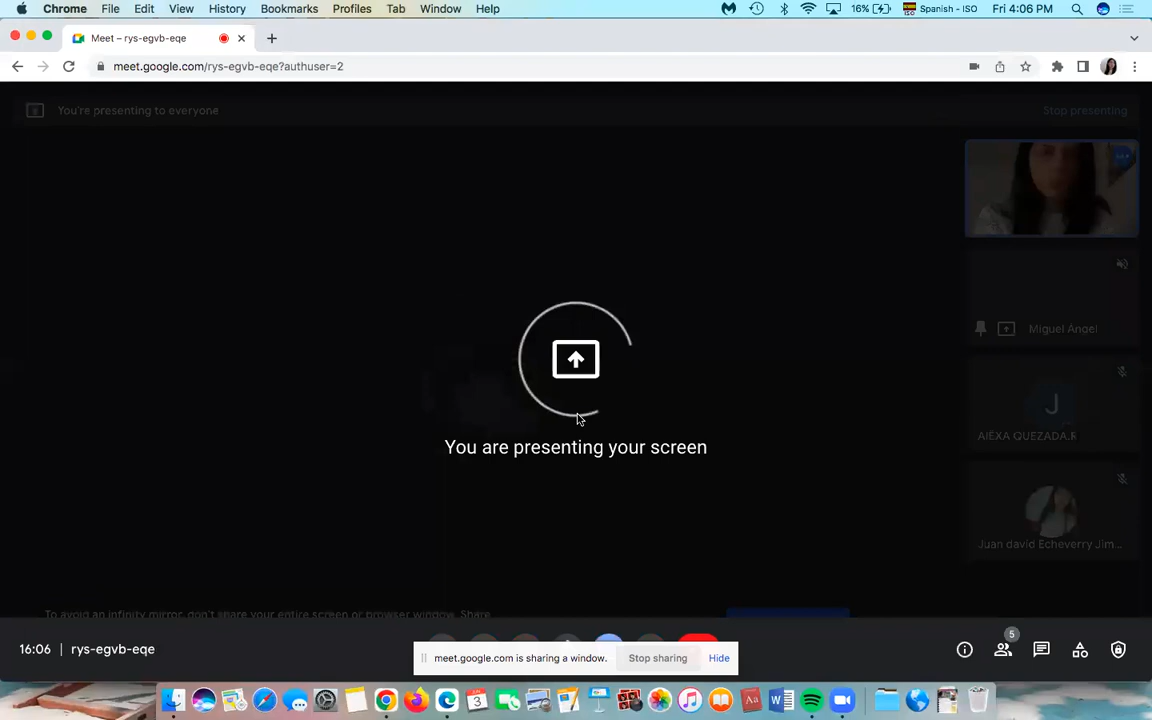 Chrome File Edit View History Bookmarks Profiles Tab Window Help 16% Spanish - ISO Fri 4:06 PM
Meet – rys-egvb-eqe
meet.google.com/rys-egvb-eqe?authuser=2
You're presenting to everyone
Stop presenting
Miguel Angel
You are presenting your screen
J
AlEXA QUEZADA.R
Juan david Echeverry Jim...
To avoid an infinity mirror, don't share your entire screen or browser window. Share
16:06 | rys-egvb-eqe
meet.google.com is sharing a window. Stop sharing Hide
5
3
Aa
W